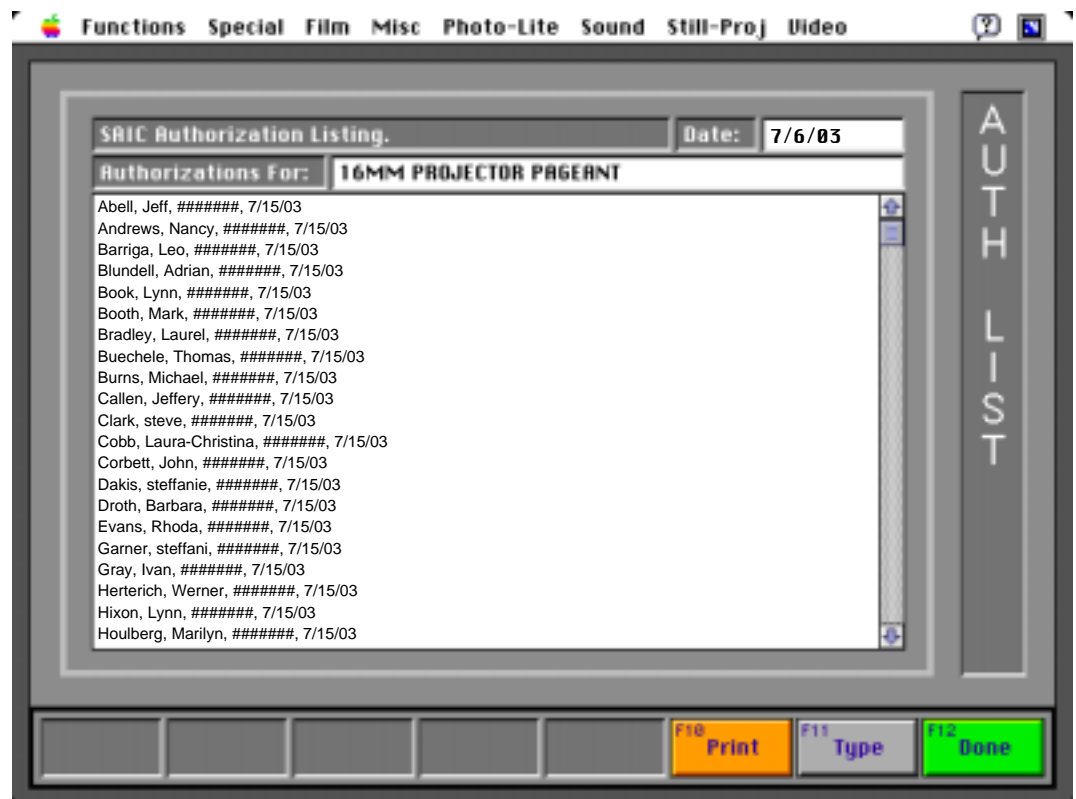 Functions Special Film Misc Photo-Lite Sound Still-Proj Video ?
SAIC Authorization Listing. Date: 7/6/03
Authorizations For: 16MM PROJECTOR PAGEANT
Abell, Jeff, #######, 7/15/03
Andrews, Nancy, #######, 7/15/03
Barriga, Leo, #######, 7/15/03
Blundell, Adrian, #######, 7/15/03
Book, Lynn, #######, 7/15/03
Booth, Mark, #######, 7/15/03
Bradley, Laurel, #######, 7/15/03
Buechele, Thomas, #######, 7/15/03
Burns, Michael, #######, 7/15/03
Callen, Jeffery, #######, 7/15/03
Clark, steve, #######, 7/15/03
Cobb, Laura-Christina, #######, 7/15/03
Corbett, John, #######, 7/15/03
Dakis, steffanie, #######, 7/15/03
Droth, Barbara, #######, 7/15/03
Evans, Rhoda, #######, 7/15/03
Garner, steffani, #######, 7/15/03
Gray, Ivan, #######, 7/15/03
Herterich, Werner, #######, 7/15/03
Hixon, Lynn, #######, 7/15/03
Houlberg, Marilyn, #######, 7/15/03
AUTH LIST
F10 Print F11 Type F12 Done